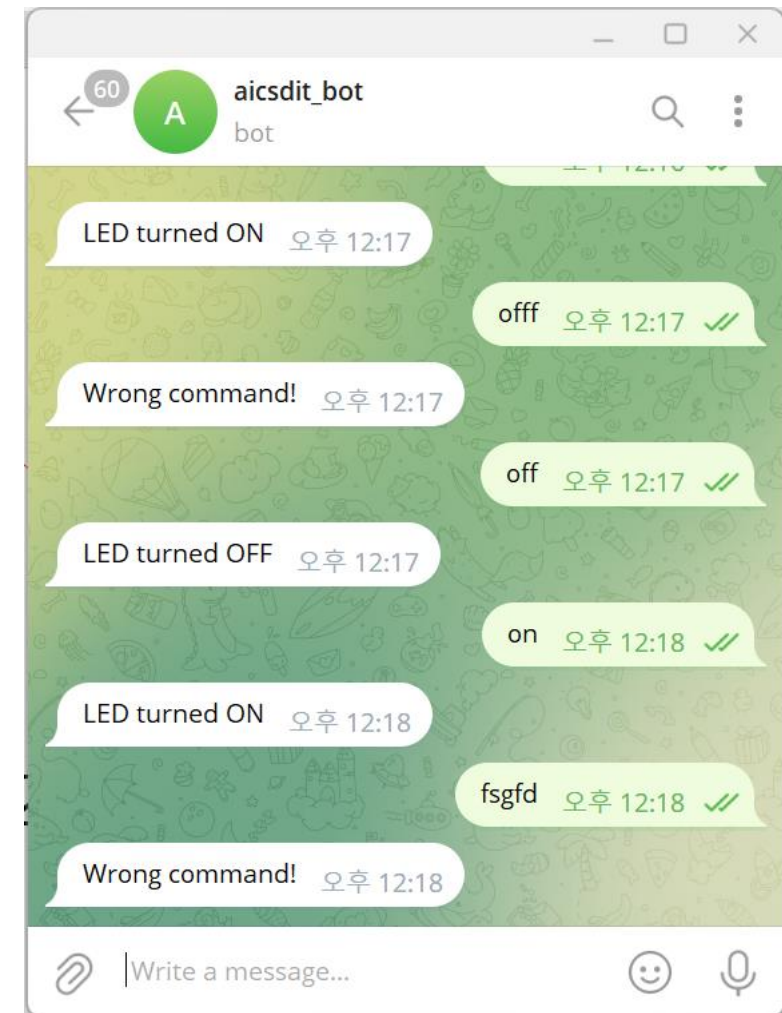 60
A
aicsdit_bot
bot
LED turned ON 오후 12:17
offf 오후 12:17
Wrong command! 오후 12:17
off 오후 12:17
LED turned OFF 오후 12:17
on 오후 12:18
LED turned ON 오후 12:18
fsgfd 오후 12:18
Wrong command! 오후 12:18
Write a message...